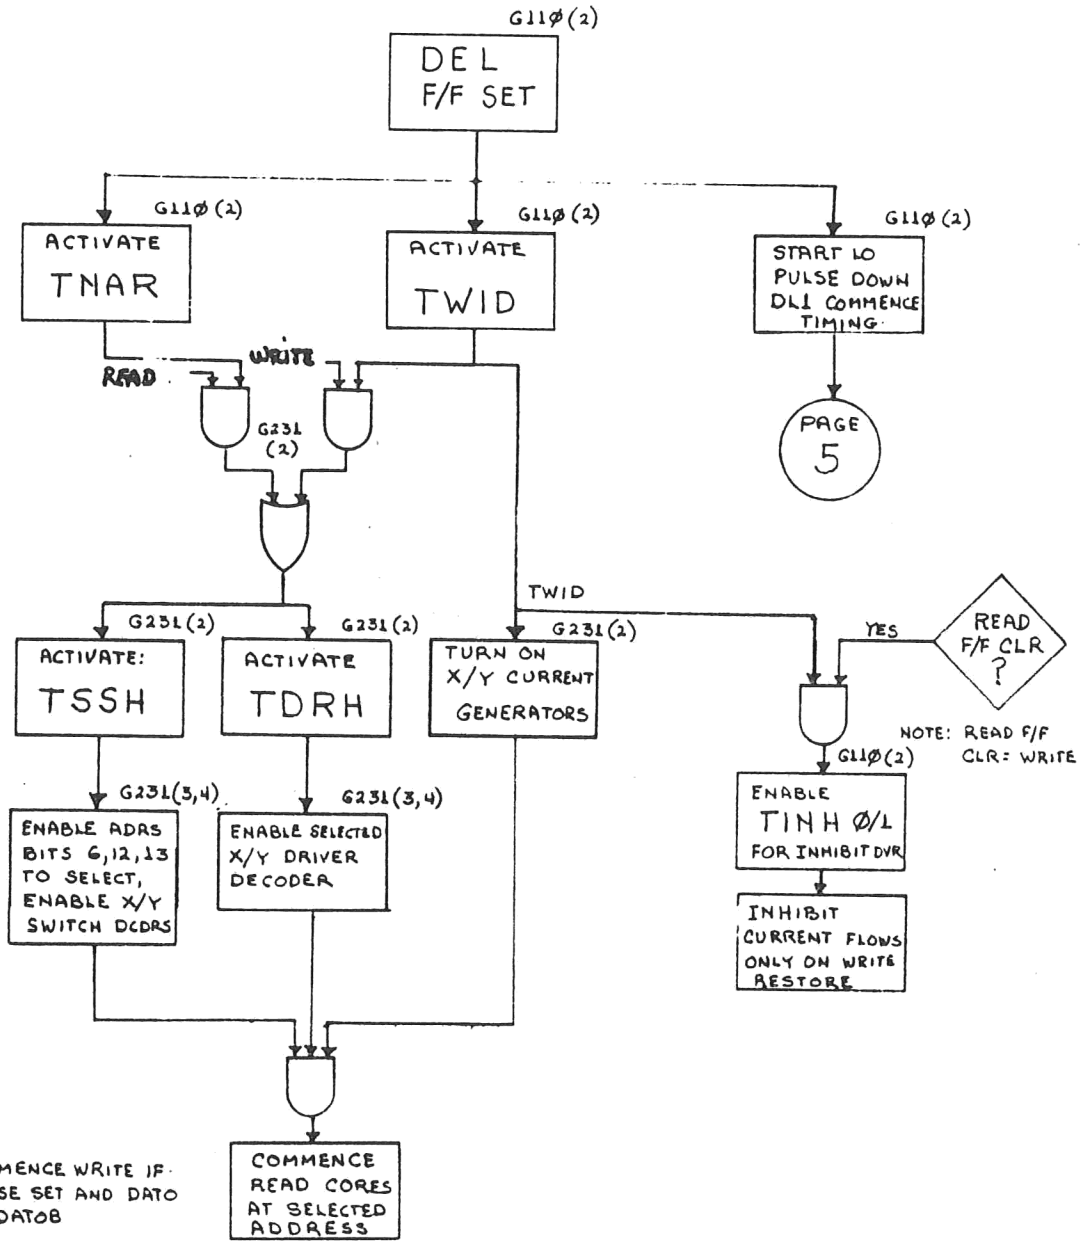 G11Ø(2)
DEL
F/F SET
G11Ø(2)
G11Ø(2)
G11Ø(2)
ACTIVATE
TNAR
ACTIVATE
TWID
START LO
PULSE DOWN
DL1 COMMENCE
TIMING.
WRITE
READ
G231
(2)
PAGE
5
TWID
G231(2)
G231(2)
G231(2)
YES
READ
F/F CLR
?
ACTIVATE:
TSSH
ACTIVATE
TDRH
TURN ON
X/Y CURRENT
GENERATORS
NOTE: READ F/F
CLR= WRITE
G11Ø(2)
G231(3,4)
G231(3,4)
ENABLE
TINH Ø/1
FOR INHIBIT DVR
ENABLE ADRS
BITS 6,12,13
TO SELECT,
ENABLE X/Y
SWITCH DCDRS
ENABLE SELECTED
X/Y DRIVER
DECODER
INHIBIT
CURRENT FLOWS
ONLY ON WRITE
RESTORE
COMMENCE
READ CORES
AT SELECTED
ADDRESS
MENCE WRITE IF
SE SET AND DATO
DATOB